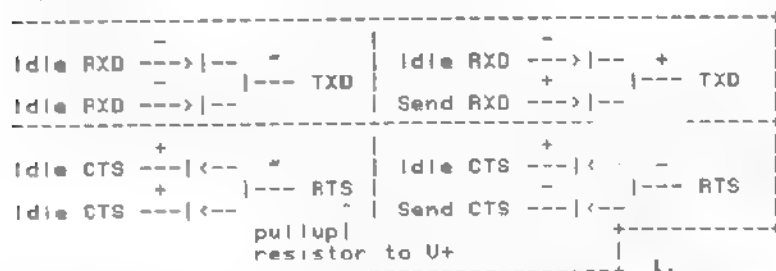 - | -
Idle RXD --->|-- - | Idle RXD --->|-- +
- |--- TXD | + |--- TXD
Idle RXD --->|-- | Send RXD --->|--
+ | +
Idle CTS ---|<-- | Idle CTS ---|< -
+ |--- RTS | - |--- RTS
Idle CTS ---|<-- ^ | Send CTS ---|<--
pullup|
resistor to V+